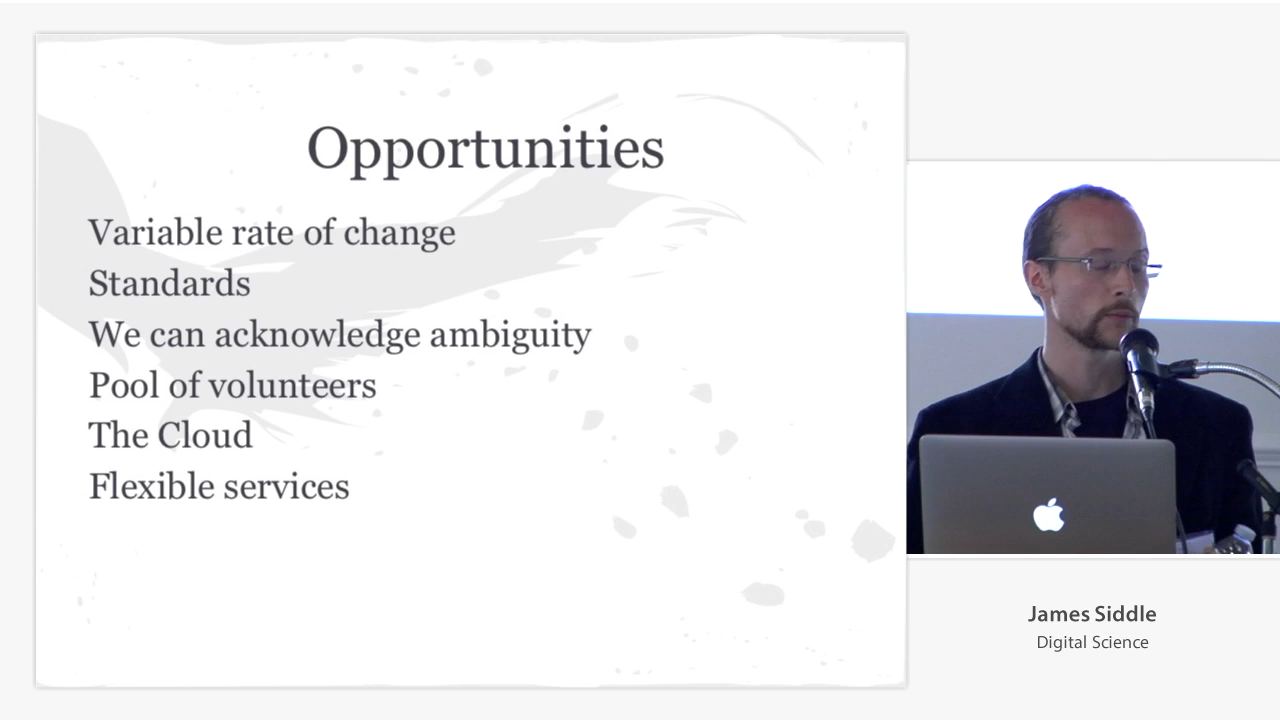 Opportunities
Variable rate of change
Standards
We can acknowledge ambiguity
Pool of volunteers
The Cloud
Flexible services
James Siddle
Digital Science